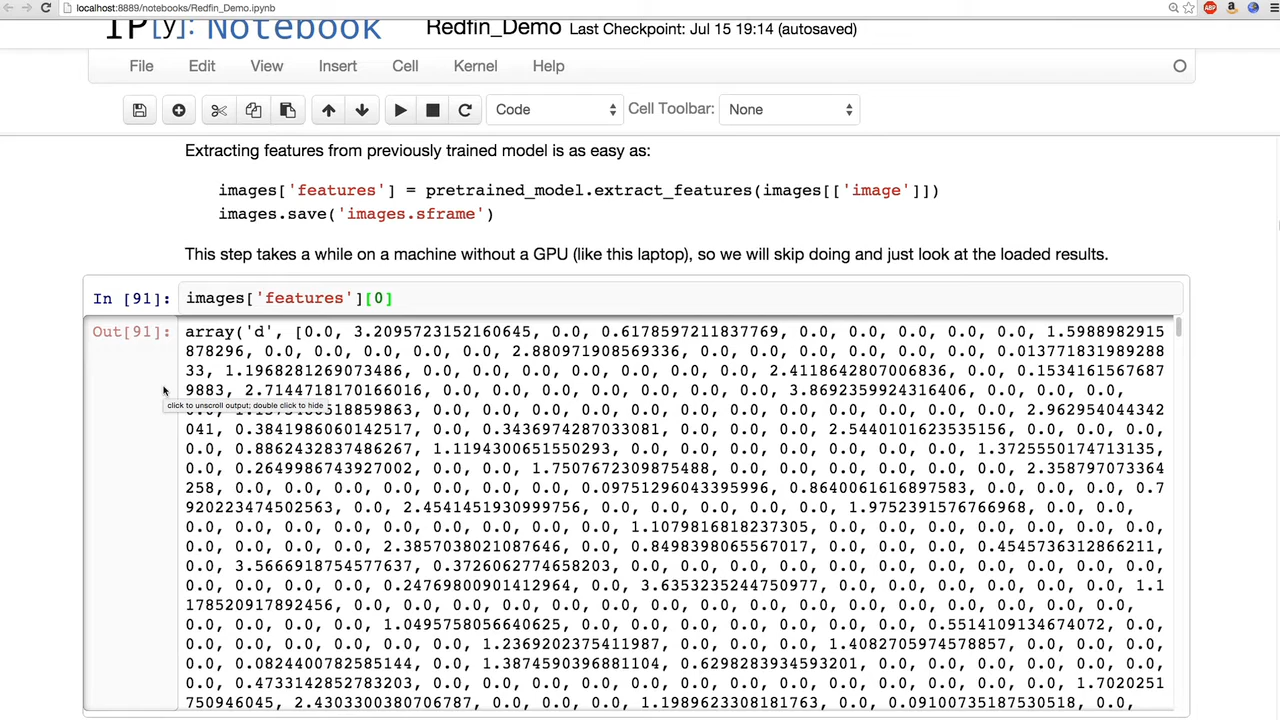 localhost:8889/notebooks/Redfin_Demo.ipynb
IP[y]: Notebook Redfin_Demo Last Checkpoint: Jul 15 19:14 (autosaved)
File Edit View Insert Cell Kernel Help
Code Cell Toolbar: None
Extracting features from previously trained model is as easy as:
images['features'] = pretrained_model.extract_features(images[['image']])
images.save('images.sframe')
This step takes a while on a machine without a GPU (like this laptop), so we will skip doing and just look at the loaded results.
In [91]: images['features'][0]
Out[91]: array('d', [0.0, 3.2095723152160645, 0.0, 0.6178597211837769, 0.0, 0.0, 0.0, 0.0, 0.0, 1.5988982915
878296, 0.0, 0.0, 0.0, 0.0, 0.0, 2.880971908569336, 0.0, 0.0, 0.0, 0.0, 0.0, 0.013771831989288
33, 1.1968281269073486, 0.0, 0.0, 0.0, 0.0, 0.0, 0.0, 2.4118642807006836, 0.0, 0.1534161567687
9883, 2.7144718170166016, 0.0, 0.0, 0.0, 0.0, 0.0, 0.0, 3.8692359924316406, 0.0, 0.0, 0.0,
click to unscroll output; double click to hide
0.0, 0.0, 0.0, 0.0, 0.0, 0.0, 2.962954044342
041, 0.3841986060142517, 0.0, 0.3436974287033081, 0.0, 0.0, 0.0, 2.5440101623535156, 0.0, 0.0,
0.0, 0.8862432837486267, 1.1194300651550293, 0.0, 0.0, 0.0, 0.0, 0.0, 0.0, 1.3725550174713135,
0.0, 0.2649986743927002, 0.0, 0.0, 1.7507672309875488, 0.0, 0.0, 0.0, 0.0, 0.0, 2.358797073364
258, 0.0, 0.0, 0.0, 0.0, 0.0, 0.09751296043395996, 0.8640061616897583, 0.0, 0.0, 0.0, 0.0, 0.7
920223474502563, 0.0, 2.4541451930999756, 0.0, 0.0, 0.0, 0.0, 0.0, 1.9752391576766968, 0.0, 0.0,
0.0, 0.0, 0.0, 0.0, 0.0, 0.0, 0.0, 0.0, 0.0, 1.1079816818237305, 0.0, 0.0, 0.0, 0.0, 0.0, 0.0,
0.0, 0.0, 0.0, 0.0, 2.3857038021087646, 0.0, 0.8498398065567017, 0.0, 0.0, 0.0, 0.4545736312866211,
0.0, 3.5666918754577637, 0.3726062774658203, 0.0, 0.0, 0.0, 0.0, 0.0, 0.0, 0.0, 0.0, 0.0, 0.0,
0.0, 0.0, 0.0, 0.0, 0.247698009014129​64, 0.0, 3.6353235244750977, 0.0, 0.0, 0.0, 0.0, 0.0, 0.0, 1.1
178520917892456, 0.0, 0.0, 0.0, 0.0, 0.0, 0.0, 0.0, 0.0, 0.0, 0.0, 0.0, 0.0, 0.0, 0.0, 0.0, 0.0,
0.0, 0.0, 0.0, 0.0, 1.0495758056640625, 0.0, 0.0, 0.0, 0.0, 0.0, 0.0, 0.5514109134674072, 0.0,
0.0, 0.0, 0.0, 0.0, 0.0, 0.0, 1.2369202375411987, 0.0, 0.0, 0.0, 1.4082705974578857, 0.0, 0.0,
0.0, 0.0824400782585144, 0.0, 1.3874590396881104, 0.6298283934593201, 0.0, 0.0, 0.0, 0.0, 0.0,
0.0, 0.4733142852783203, 0.0, 0.0, 0.0, 0.0, 0.0, 0.0, 0.0, 0.0, 0.0, 0.0, 0.0, 0.0, 1.7020251
750946045, 2.4303300380706787, 0.0, 0.0, 1.1989623308181763, 0.0, 0.09100735187530518, 0.0, 0.0,